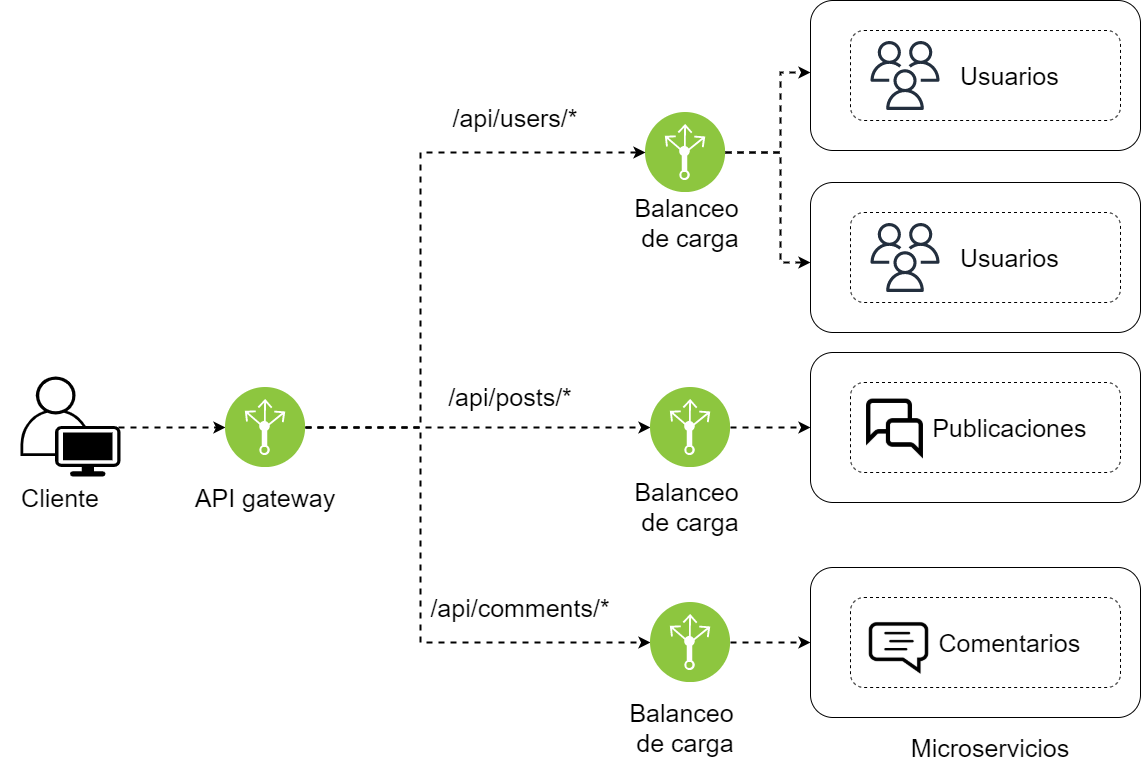 /api/users/*
Balanceo
de carga
Usuarios
Usuarios
Cliente
API gateway
/api/posts/*
Balanceo
de carga
Publicaciones
/api/comments/*
Balanceo
de carga
Comentarios
Microservicios